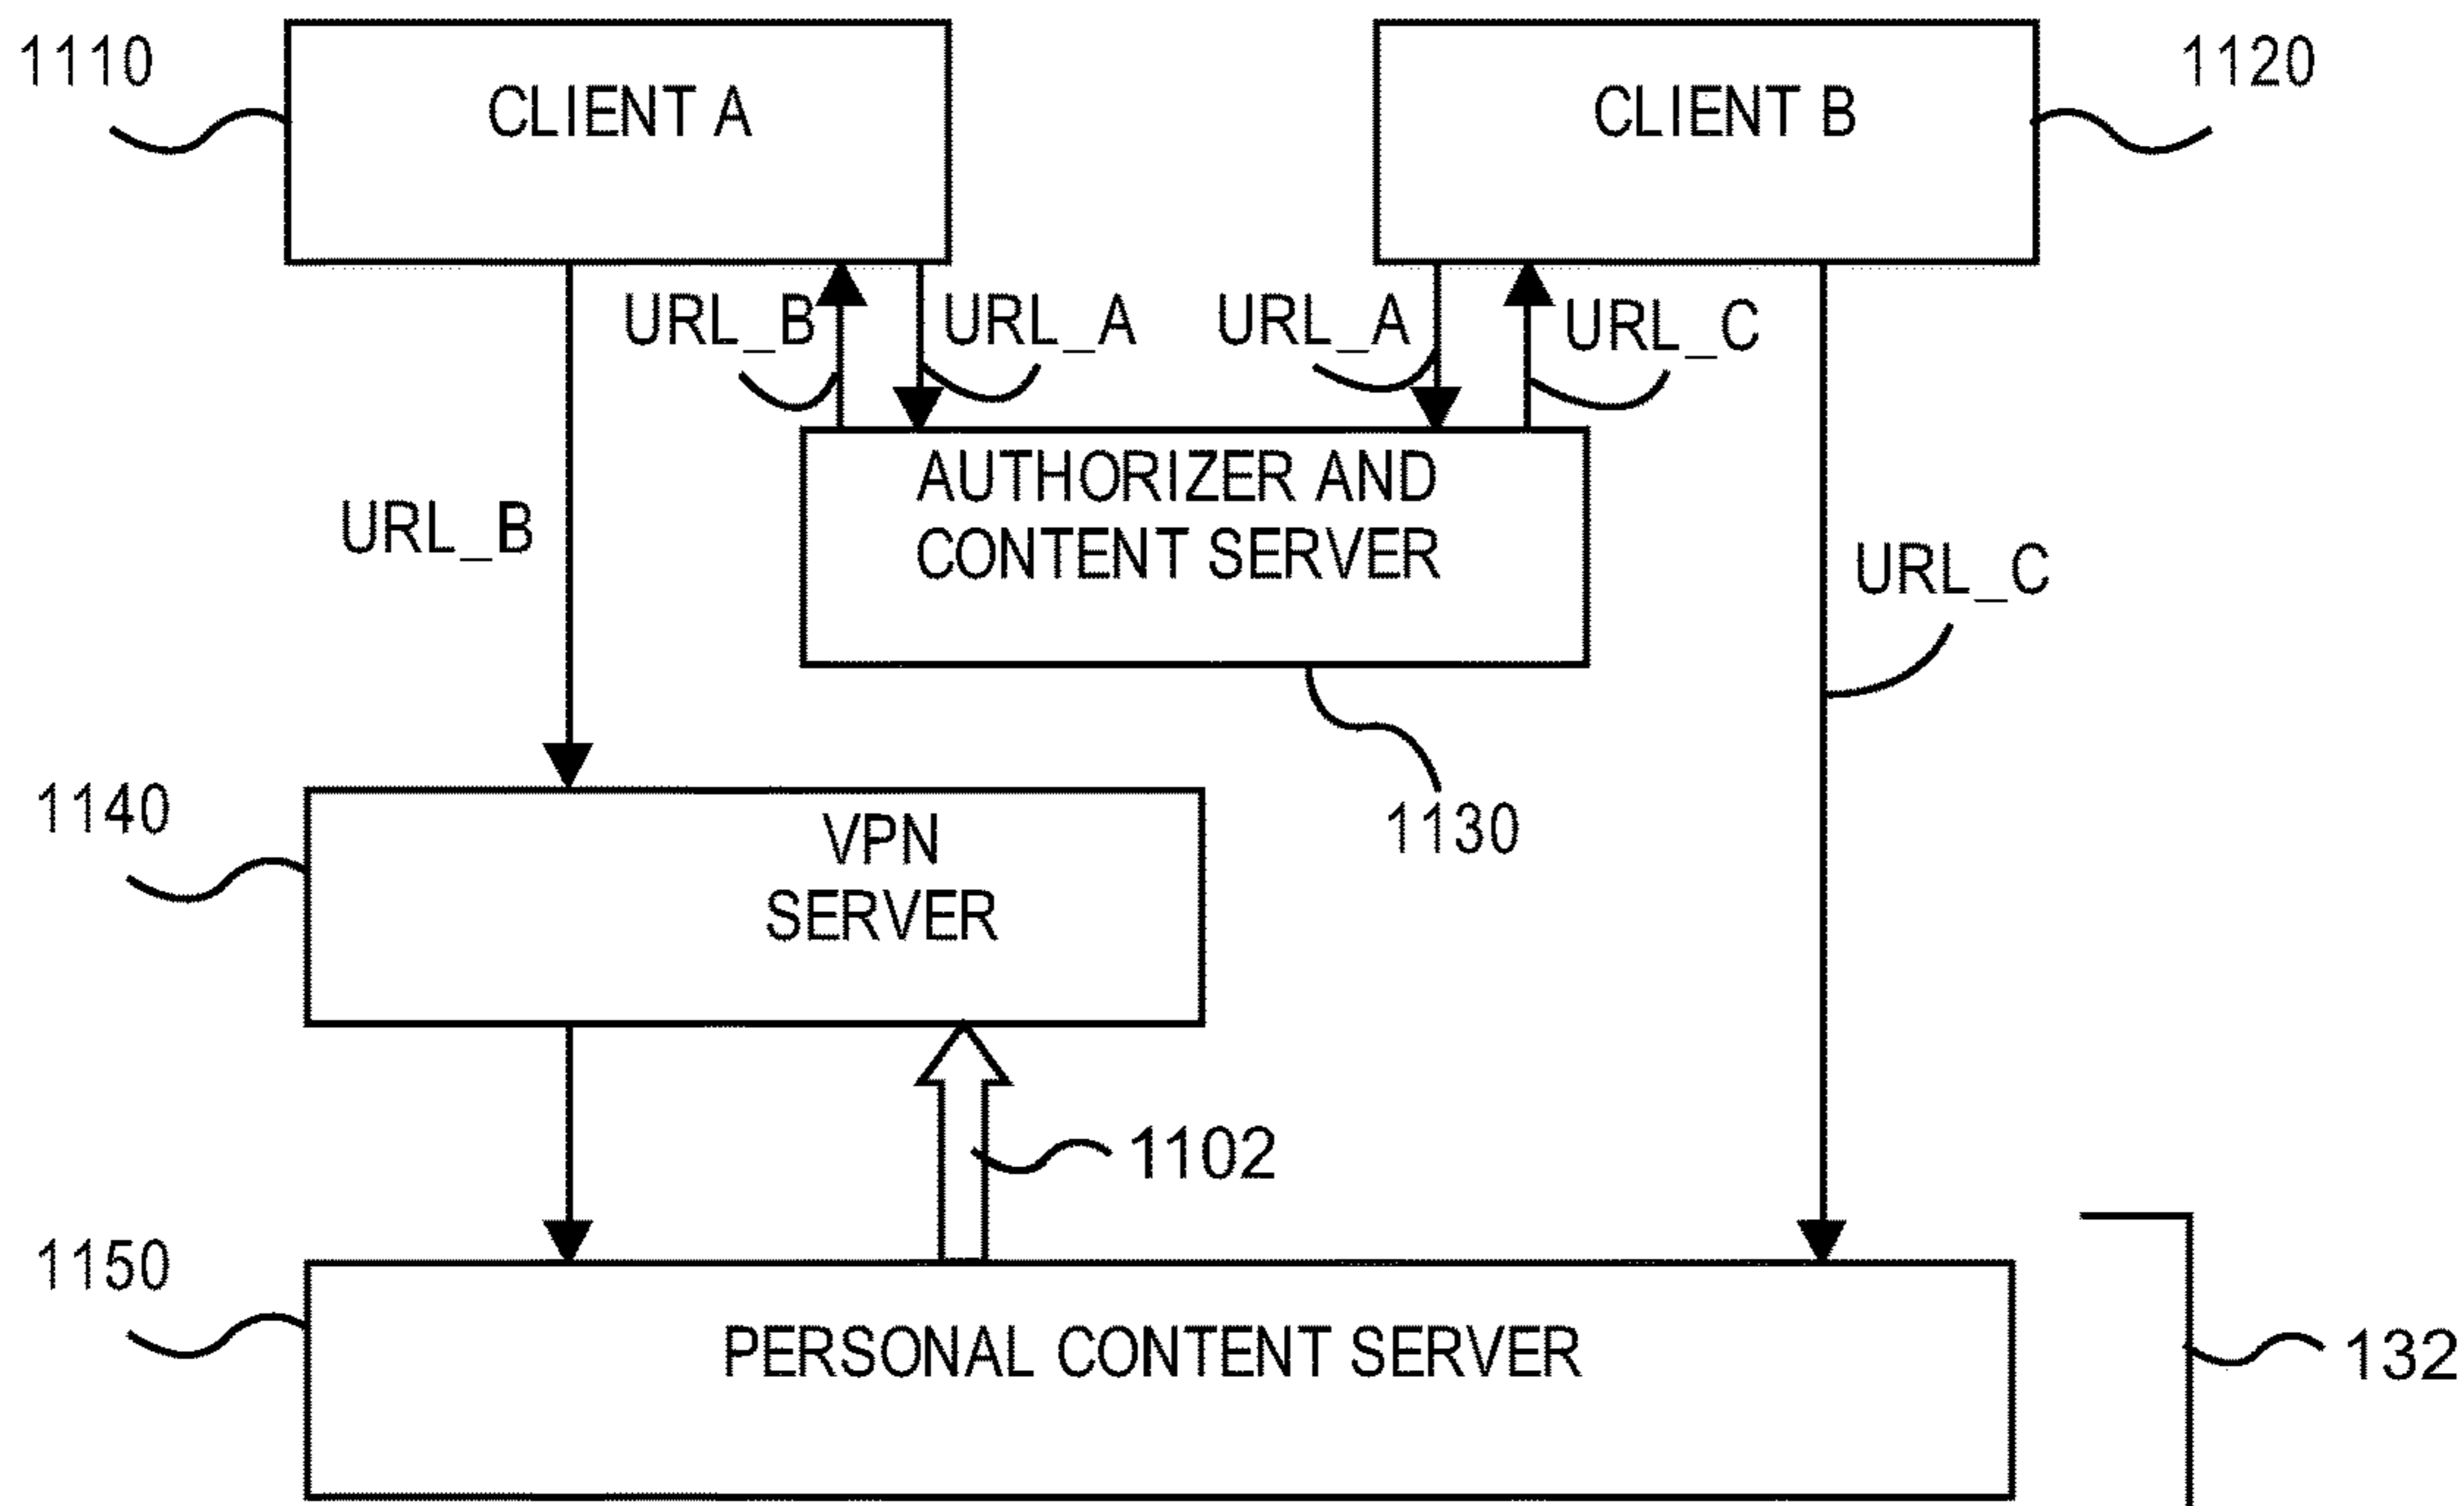 1110
CLIENT A
CLIENT B
1120
URL_B
URL_A
URL_A
URL_C
AUTHORIZER AND
CONTENT SERVER
URL_B
URL_C
1140
VPN
SERVER
1130
1102
1150
PERSONAL CONTENT SERVER
132